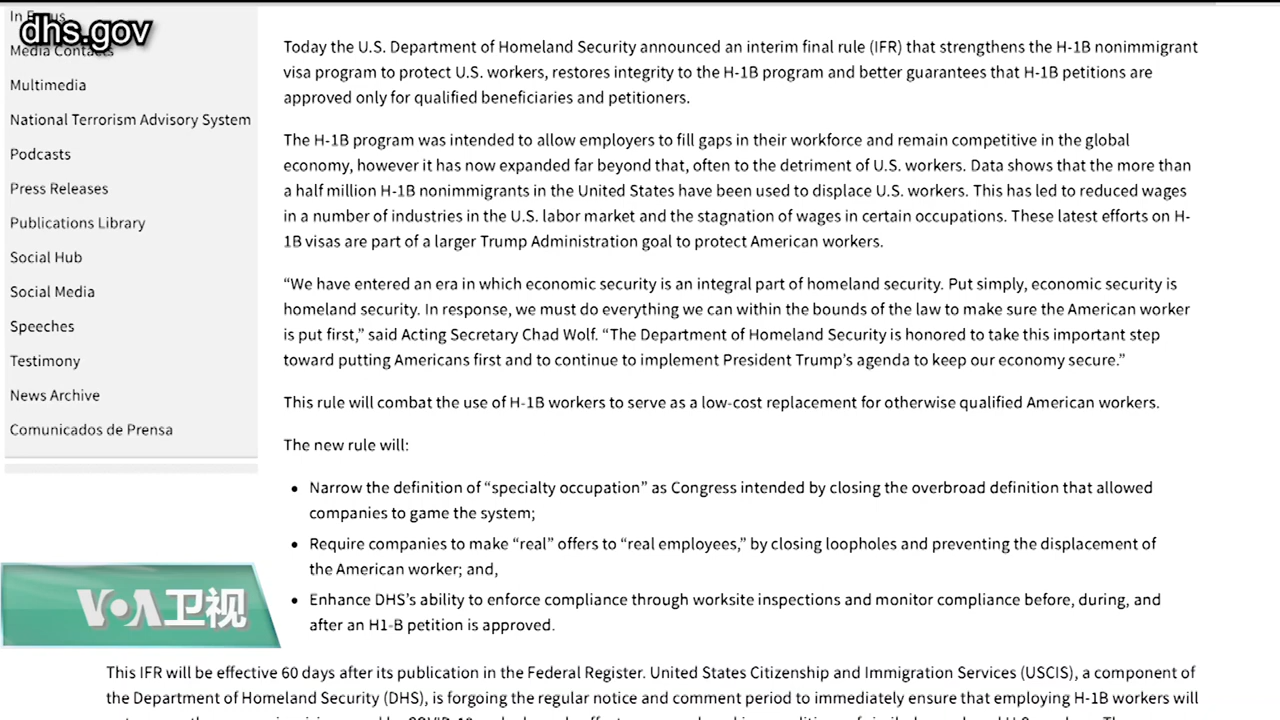 In Focus
dhs.gov
Media Contacts
Multimedia
National Terrorism Advisory System
Podcasts
Press Releases
Publications Library
Social Hub
Social Media
Speeches
Testimony
News Archive
Comunicados de Prensa
Today the U.S. Department of Homeland Security announced an interim final rule (IFR) that strengthens the H-1B nonimmigrant
visa program to protect U.S. workers, restores integrity to the H-1B program and better guarantees that H-1B petitions are
approved only for qualified beneficiaries and petitioners.
The H-1B program was intended to allow employers to fill gaps in their workforce and remain competitive in the global
economy, however it has now expanded far beyond that, often to the detriment of U.S. workers. Data shows that the more than
a half million H-1B nonimmigrants in the United States have been used to displace U.S. workers. This has led to reduced wages
in a number of industries in the U.S. labor market and the stagnation of wages in certain occupations. These latest efforts on H-
1B visas are part of a larger Trump Administration goal to protect American workers.
“We have entered an era in which economic security is an integral part of homeland security. Put simply, economic security is
homeland security. In response, we must do everything we can within the bounds of the law to make sure the American worker
is put first,” said Acting Secretary Chad Wolf. “The Department of Homeland Security is honored to take this important step
toward putting Americans first and to continue to implement President Trump’s agenda to keep our economy secure.”
This rule will combat the use of H-1B workers to serve as a low-cost replacement for otherwise qualified American workers.
The new rule will:
• Narrow the definition of “specialty occupation” as Congress intended by closing the overbroad definition that allowed
companies to game the system;
• Require companies to make “real” offers to “real employees,” by closing loopholes and preventing the displacement of
the American worker; and,
• Enhance DHS’s ability to enforce compliance through worksite inspections and monitor compliance before, during, and
after an H1-B petition is approved.
VOA卫视
This IFR will be effective 60 days after its publication in the Federal Register. United States Citizenship and Immigration Services (USCIS), a component of
the Department of Homeland Security (DHS), is forgoing the regular notice and comment period to immediately ensure that employing H-1B workers will